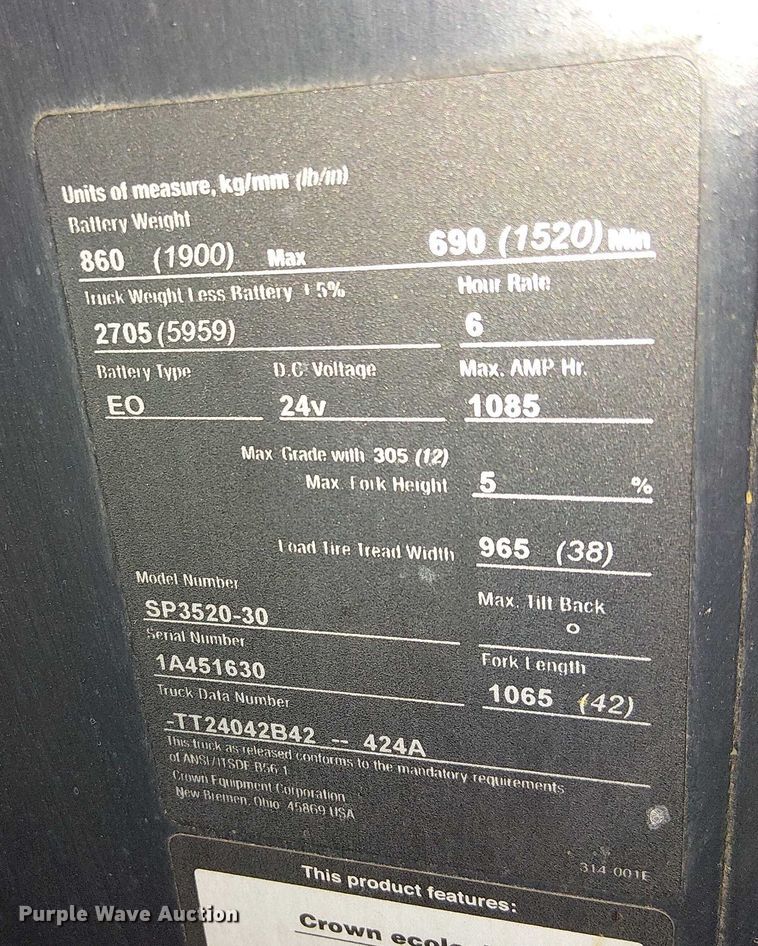 Units of measure, kg/mm (lb/in)
Battery Weight
860 (1900) Max 690 (1520) Min
Truck Weight Less Battery ± 5% Hour Rate
2705 (5959) 6
Battery Type D.C. Voltage Max. AMP Hr.
EO 24v 1085
Max Grade with 305 (12)
Max. Fork Height 5 %
Load Tire Tread Width 965 (38)
Model Number Max. Tilt Back
SP3520-30 °
Serial Number Fork Length
1A451630 1065 (42)
Truck Data Number
-TT24042B42 -- 424A
This truck as released conforms to the mandatory requirements
of ANSI/ITSDF B56.1
Crown Equipment Corporation
New Bremen, Ohio 45869 USA
314-001E
This product features:
Crown
Purple Wave Auction